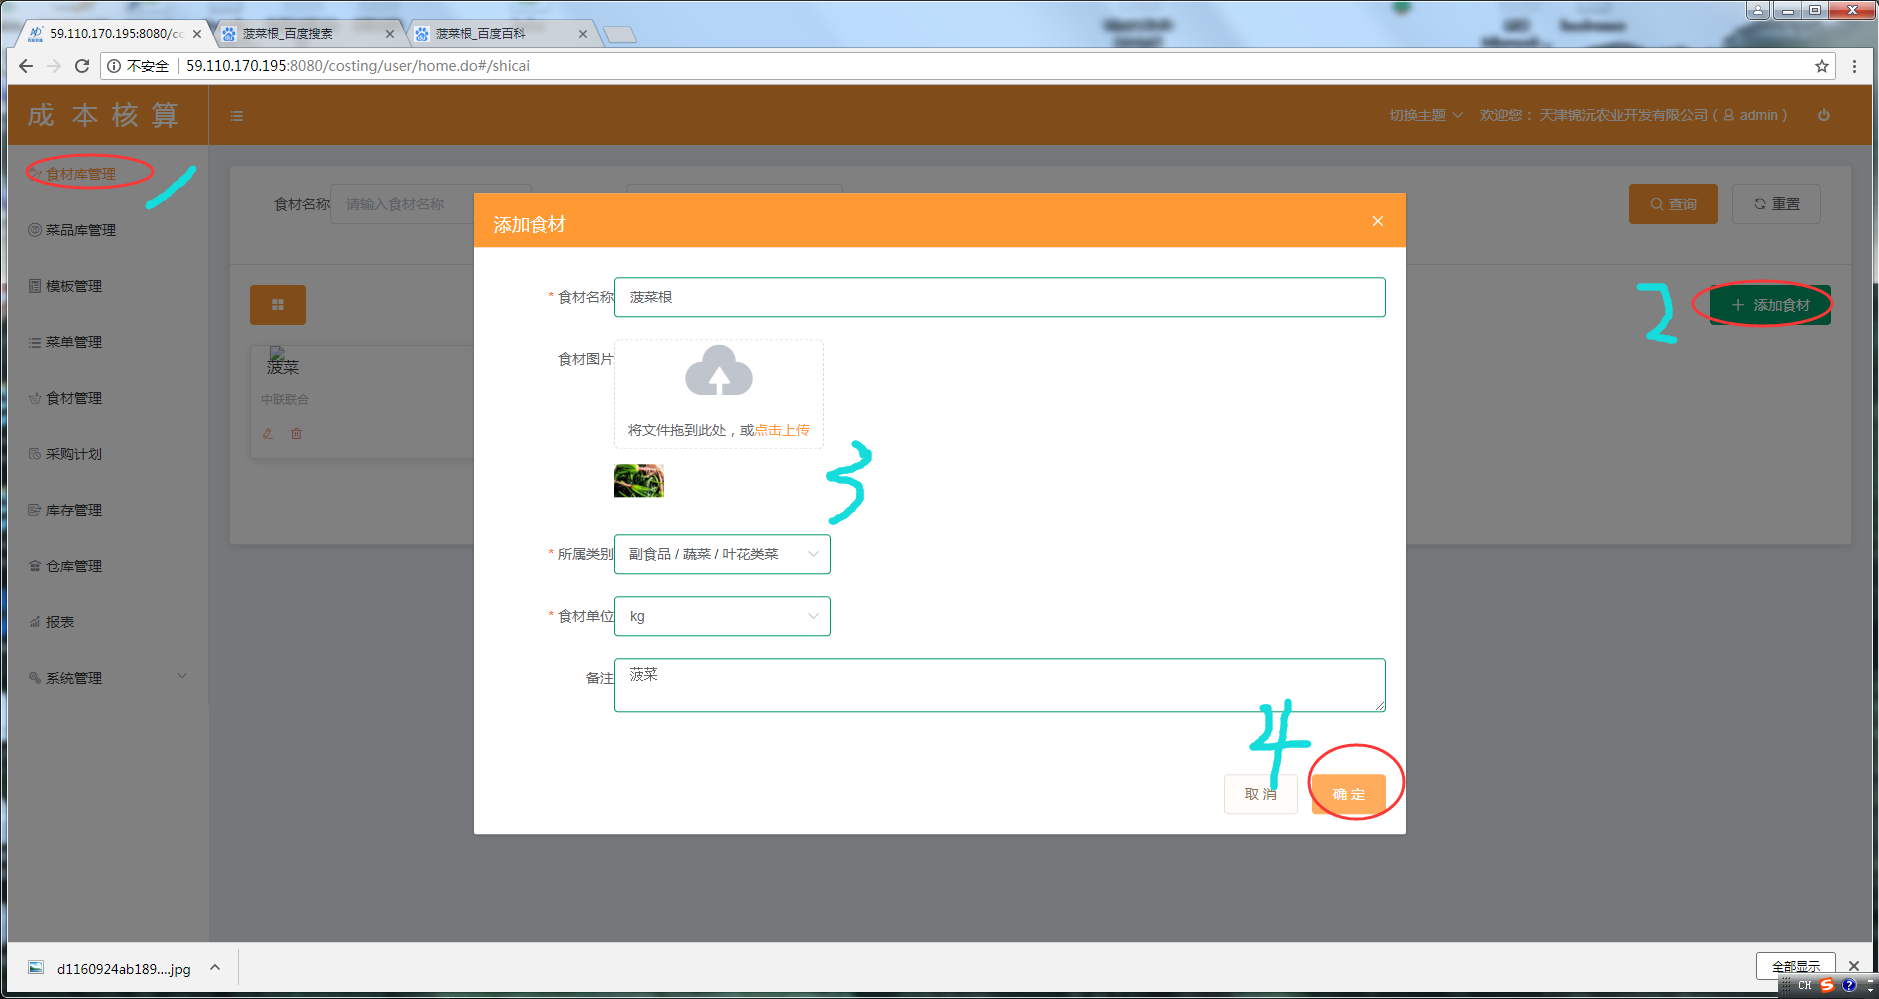 59.110.170.195:8080/cc
菠菜根_百度搜索
菠菜根_百度百科
不安全
59.110.170.195:8080/costing/user/home.do#/shicai
成本核算
切换主题
欢迎您：天津锦沅农业开发有限公司 ( admin )
食材库管理
菜品库管理
模板管理
菜单管理
食材管理
采购计划
库存管理
仓库管理
报表
系统管理
1
食材名称
请输入食材名称
查询
重置
2
添加食材
菠菜
中联联合
添加食材
* 食材名称
菠菜根
食材图片
将文件拖到此处，或点击上传
3
* 所属类别
副食品 / 蔬菜 / 叶花类菜
* 食材单位
kg
备注
菠菜
4
取 消
确 定
d1160924ab189....jpg
全部显示
CH